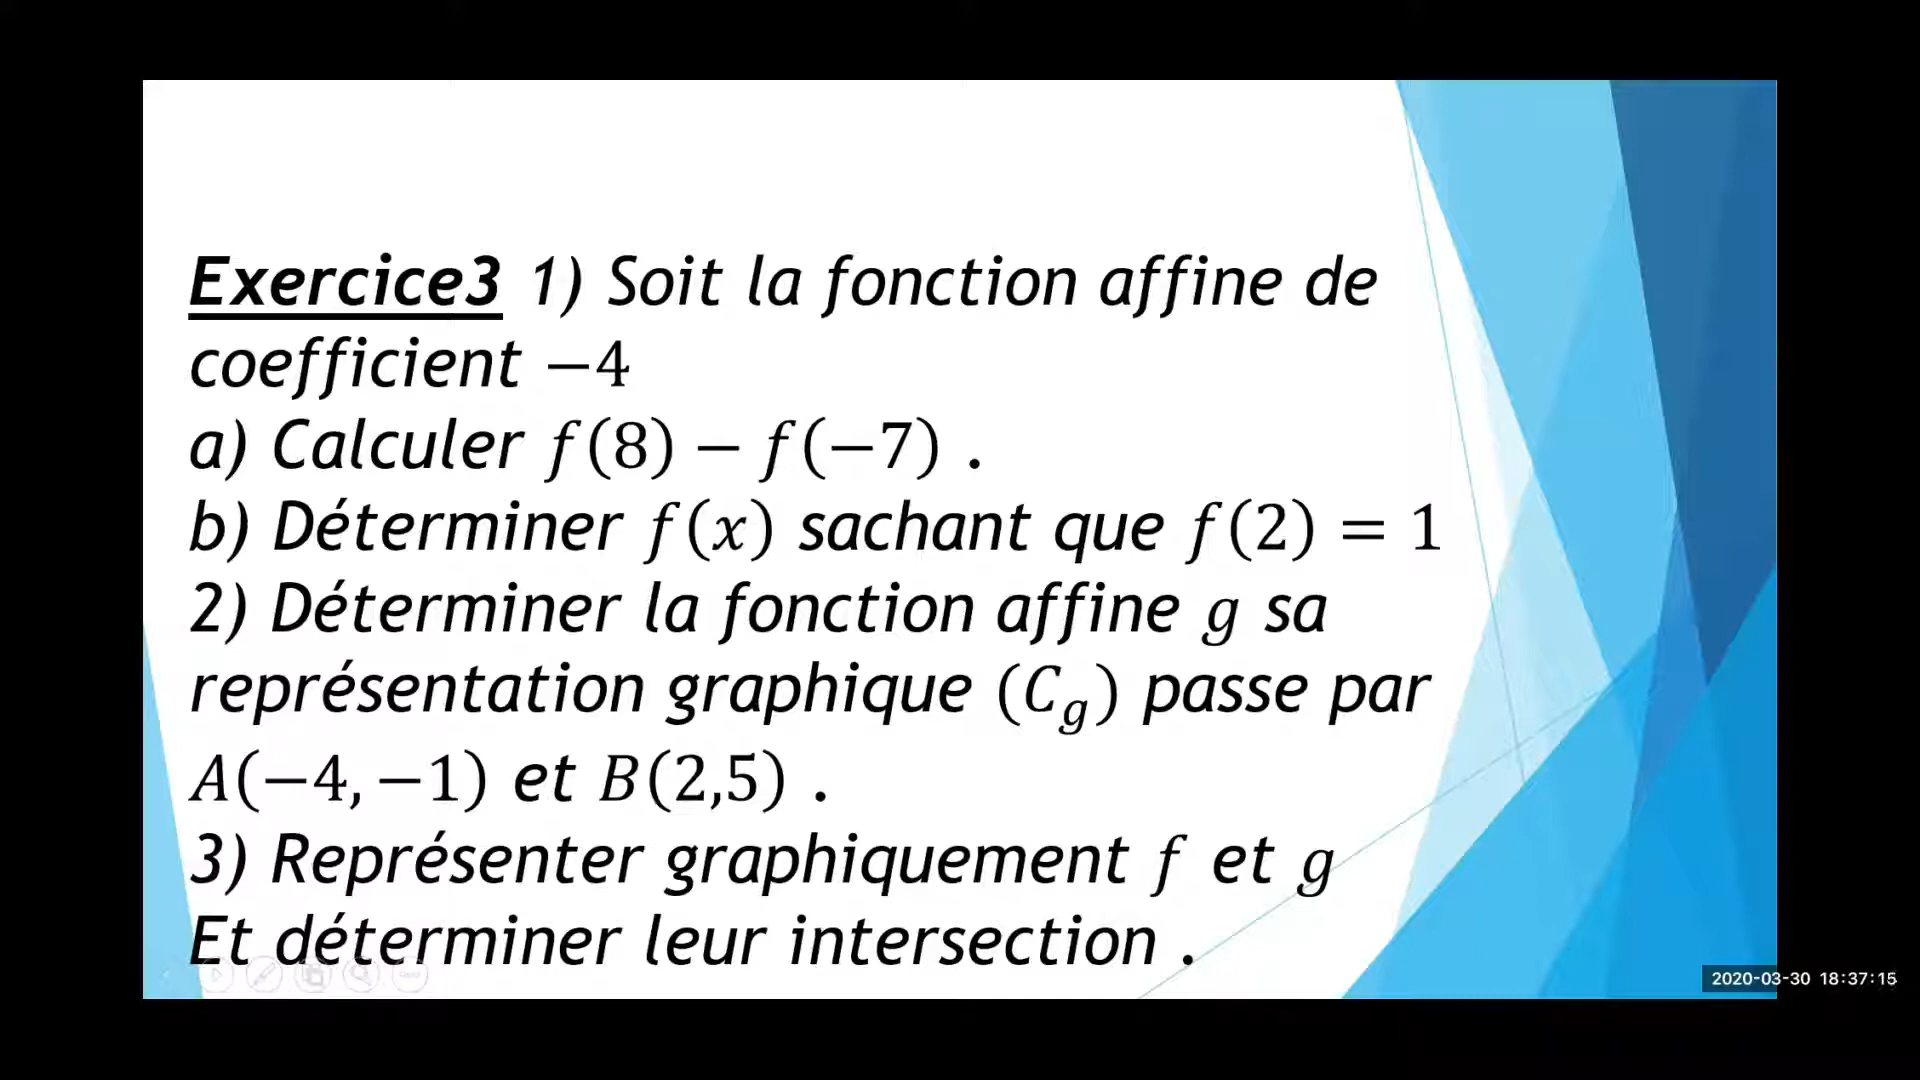 Exercice3 1) Soit la fonction affine de
coefficient −4
a) Calculer f(8) − f(−7) .
b) Déterminer f(x) sachant que f(2) = 1
2) Déterminer la fonction affine g sa
représentation graphique (C_g) passe par
A(−4, −1) et B(2,5) .
3) Représenter graphiquement f et g
Et déterminer leur intersection .
2020-03-30 18:37:15